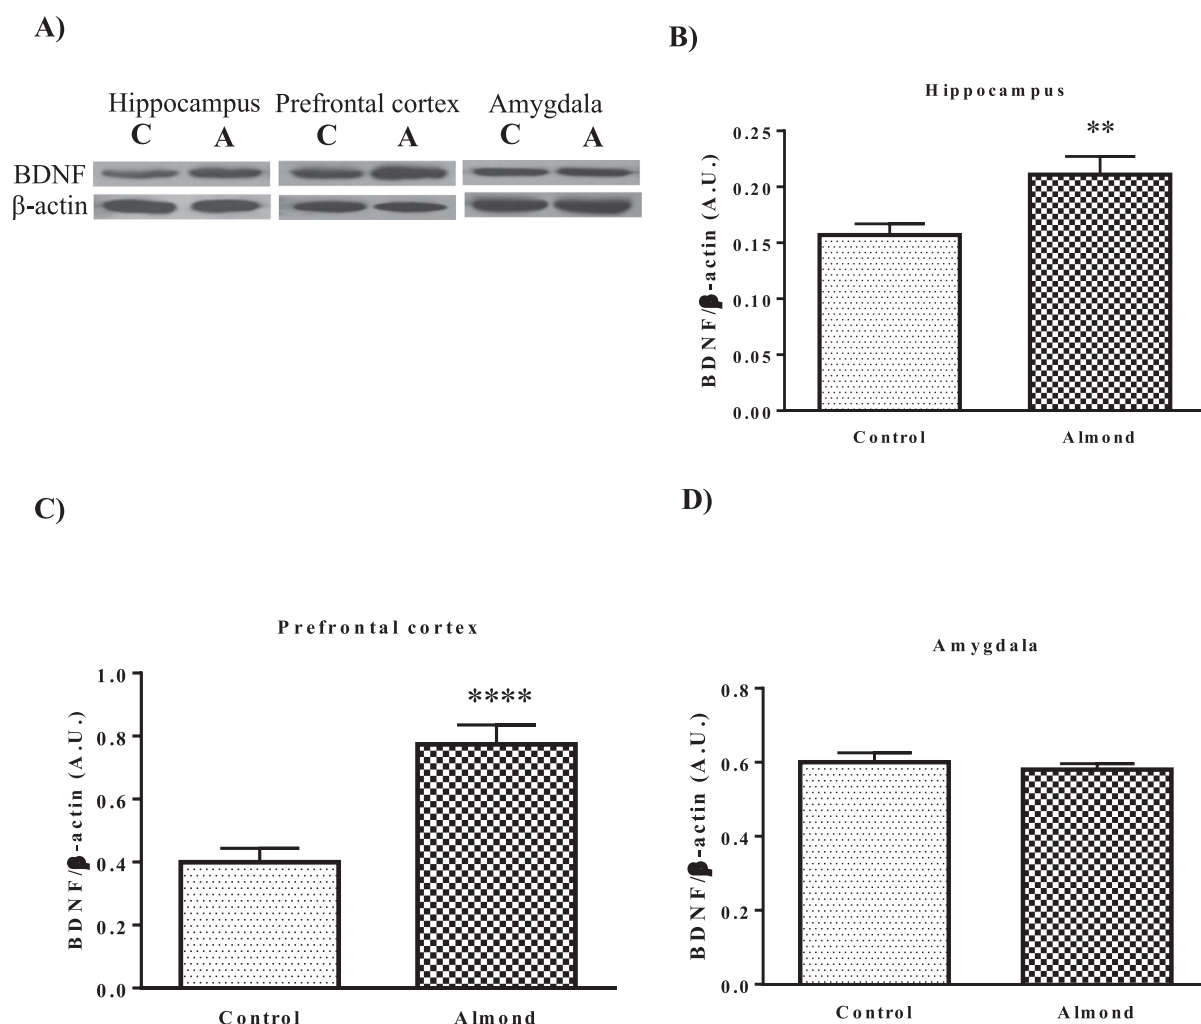 A)
Hippocampus Prefrontal cortex Amygdala
C A C A C A
BDNF
β-actin
B)
Hippocampus
**
BDNF/β-actin (A.U.)
0.25
0.20
0.15
0.10
0.05
0.00
Control Almond
C)
Prefrontal cortex
****
BDNF/β-actin (A.U.)
1.0
0.8
0.6
0.4
0.2
0.0
Control Almond
D)
Amygdala
BDNF/β-actin (A.U.)
0.8
0.6
0.4
0.2
0.0
Control Almond